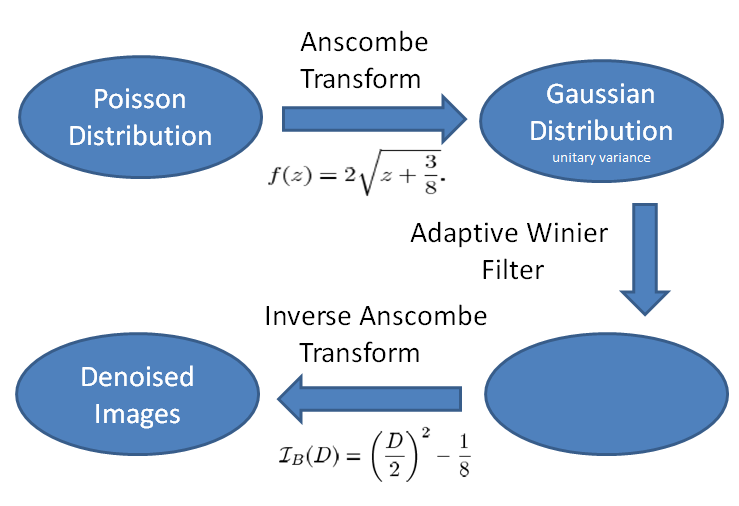 Anscombe
Transform
Poisson
Distribution
Gaussian
Distribution
unitary variance
f(z) = 2√(z + 3/8).
Adaptive Winier
Filter
Inverse Anscombe
Transform
Denoised
Images
I_B(D) = (D/2)² − 1/8